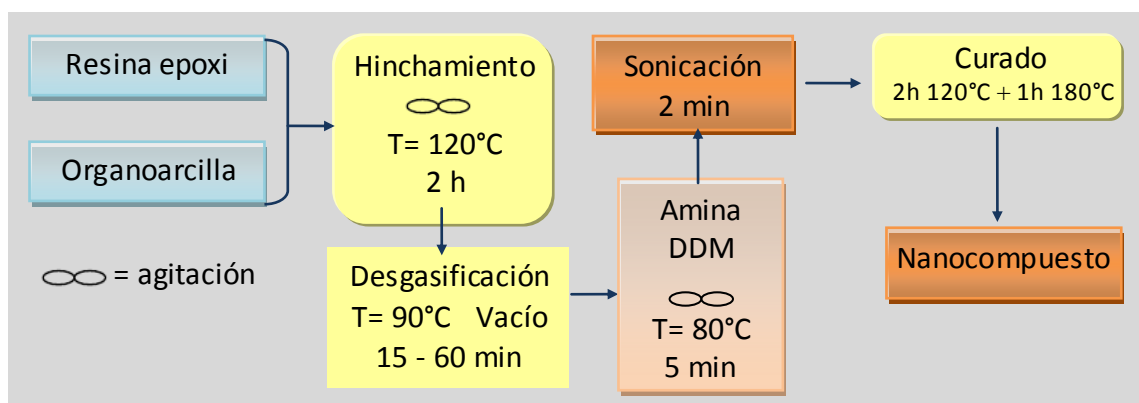 Resina epoxi
Organoarcilla
= agitación
Hinchamiento
T= 120°C
2 h
Desgasificación
T= 90°C Vacío
15 - 60 min
Amina
DDM
T= 80°C
5 min
Sonicación
2 min
Curado
2h 120°C + 1h 180°C
Nanocompuesto